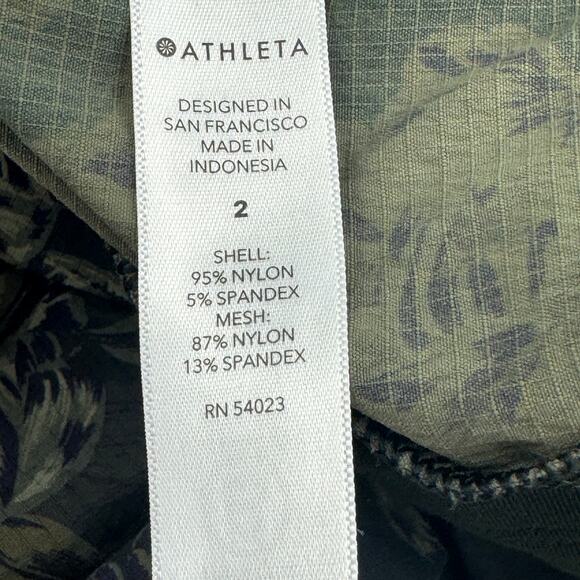 ATHLETA
DESIGNED IN
SAN FRANCISCO
MADE IN
INDONESIA
2
SHELL:
95% NYLON
5% SPANDEX
MESH:
87% NYLON
13% SPANDEX
RN 54023